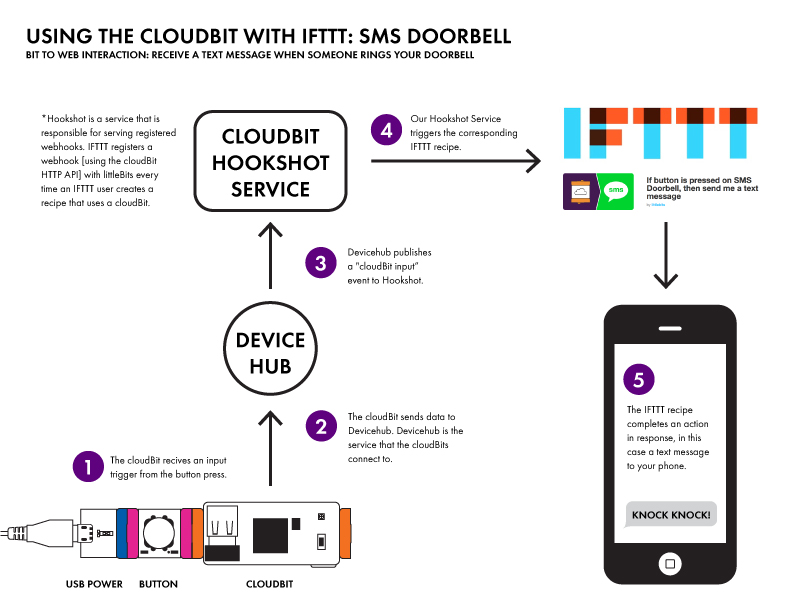 USING THE CLOUDBIT WITH IFTTT: SMS DOORBELL
BIT TO WEB INTERACTION: RECEIVE A TEXT MESSAGE WHEN SOMEONE RINGS YOUR DOORBELL
*Hookshot is a service that is
responsible for serving registered
webhooks. IFTTT registers a
webhook [using the cloudBit
HTTP API] with littleBits every
time an IFTTT user creates a
recipe that uses a cloudBit.
CLOUDBIT
HOOKSHOT
SERVICE
4
Our Hookshot Service
triggers the corresponding
IFTTT recipe.
IFTTT
sms
If button is pressed on SMS
Doorbell, then send me a text
message
3
Devicehub publishes
a "cloudBit input"
event to Hookshot.
DEVICE
HUB
2
The cloudBit sends data to
Devicehub. Devicehub is the
service that the cloudBits
connect to.
1
The cloudBit recives an input
trigger from the button press.
USB POWER
BUTTON
CLOUDBIT
5
The IFTTT recipe
completes an action
in response, in this
case a text message
to your phone.
KNOCK KNOCK!